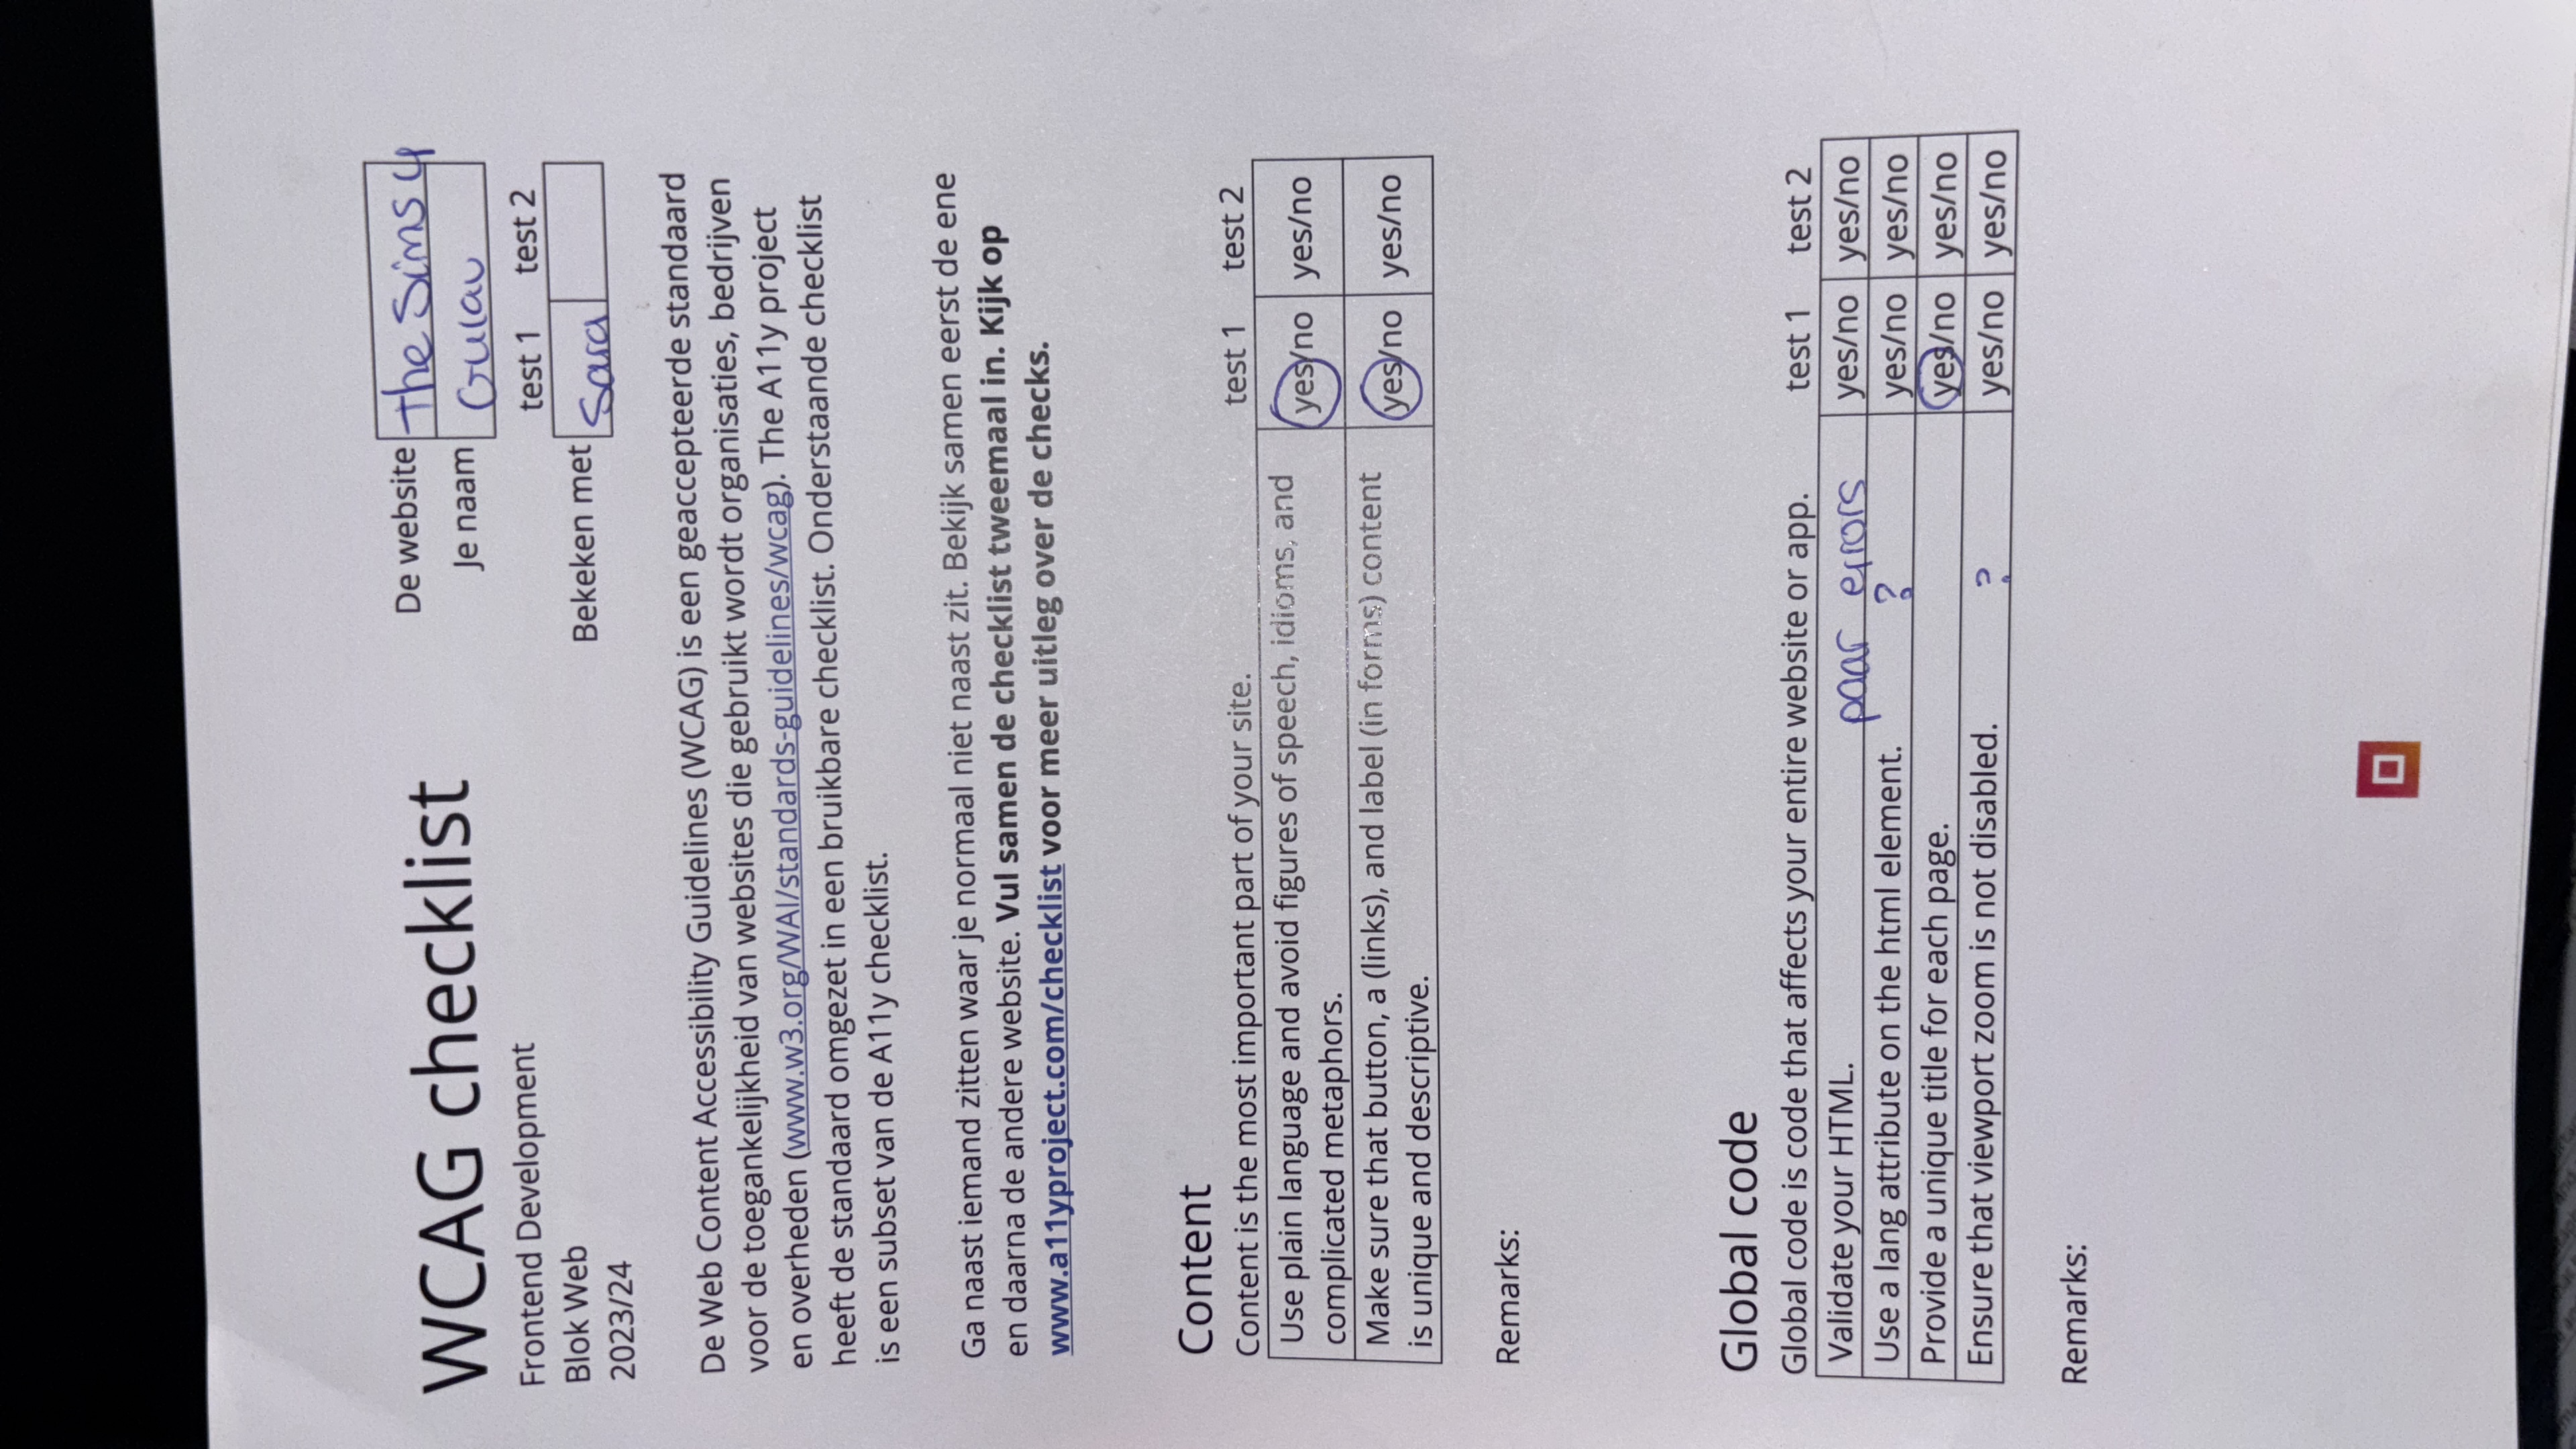 De website The Sims 4
WCAG checklist
Je naam Gulav
Frontend Development
test 1 test 2
Blok Web
Bekeken met Sara
2023/24
De Web Content Accessibility Guidelines (WCAG) is een geaccepteerde standaard
voor de toegankelijkheid van websites die gebruikt wordt organisaties, bedrijven
en overheden (www.w3.org/WAI/standards-guidelines/wcag). The A11y project
heeft de standaard omgezet in een bruikbare checklist. Onderstaande checklist
is een subset van de A11y checklist.
Ga naast iemand zitten waar je normaal niet naast zit. Bekijk samen eerst de ene
en daarna de andere website. Vul samen de checklist tweemaal in. Kijk op
www.a11yproject.com/checklist voor meer uitleg over de checks.
Content
Content is the most important part of your site. test 1 test 2
Use plain language and avoid figures of speech, idioms, and
complicated metaphors. yes/no yes/no
Make sure that button, a (links), and label (in forms) content
is unique and descriptive. yes/no yes/no
Remarks:
Global code
Global code is code that affects your entire website or app. test 1 test 2
Validate your HTML. paar errors yes/no yes/no
Use a lang attribute on the html element. ? yes/no yes/no
Provide a unique title for each page. yes/no yes/no
Ensure that viewport zoom is not disabled. ? yes/no yes/no
Remarks: